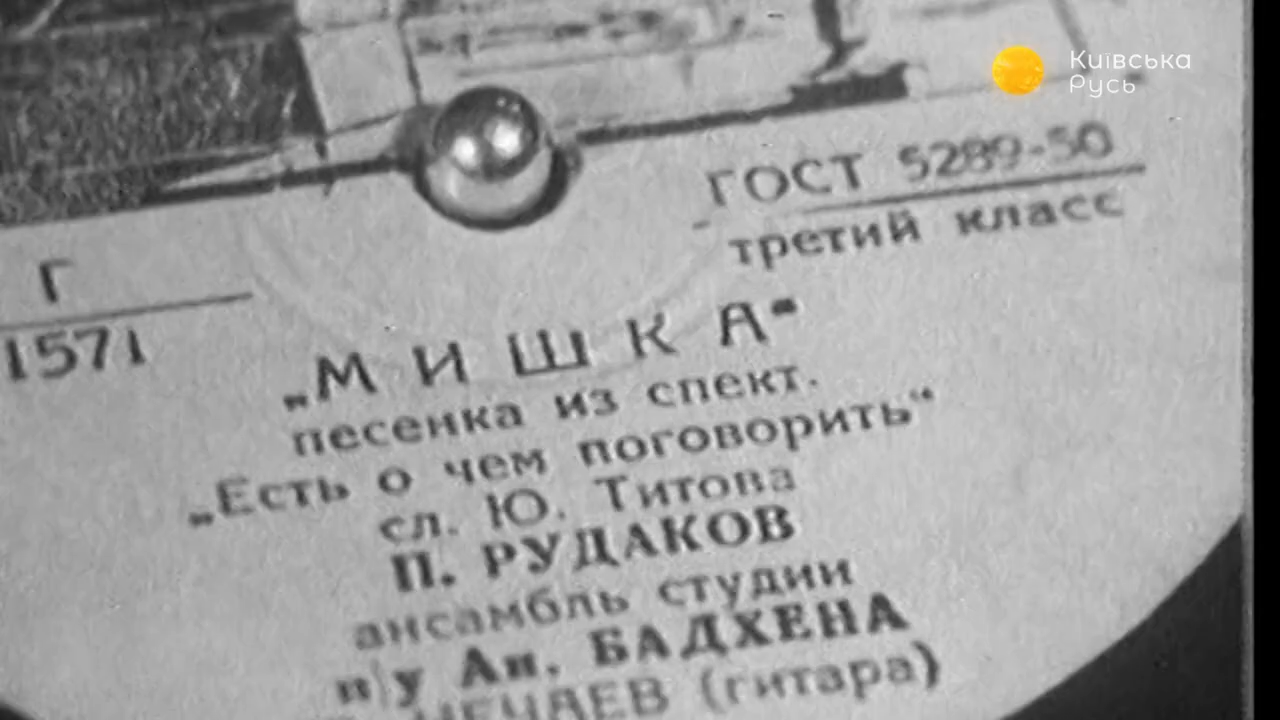 Київська
Русь
ГОСТ 5289-50
третий класс
Г
1571
„МИШКА“
песенка из спект.
„Есть о чем поговорить“
сл. Ю. Титова
П. РУДАКОВ
ансамбль студии
п/у Ан. БАДХЕНА
НЕЧАЕВ (гитара)